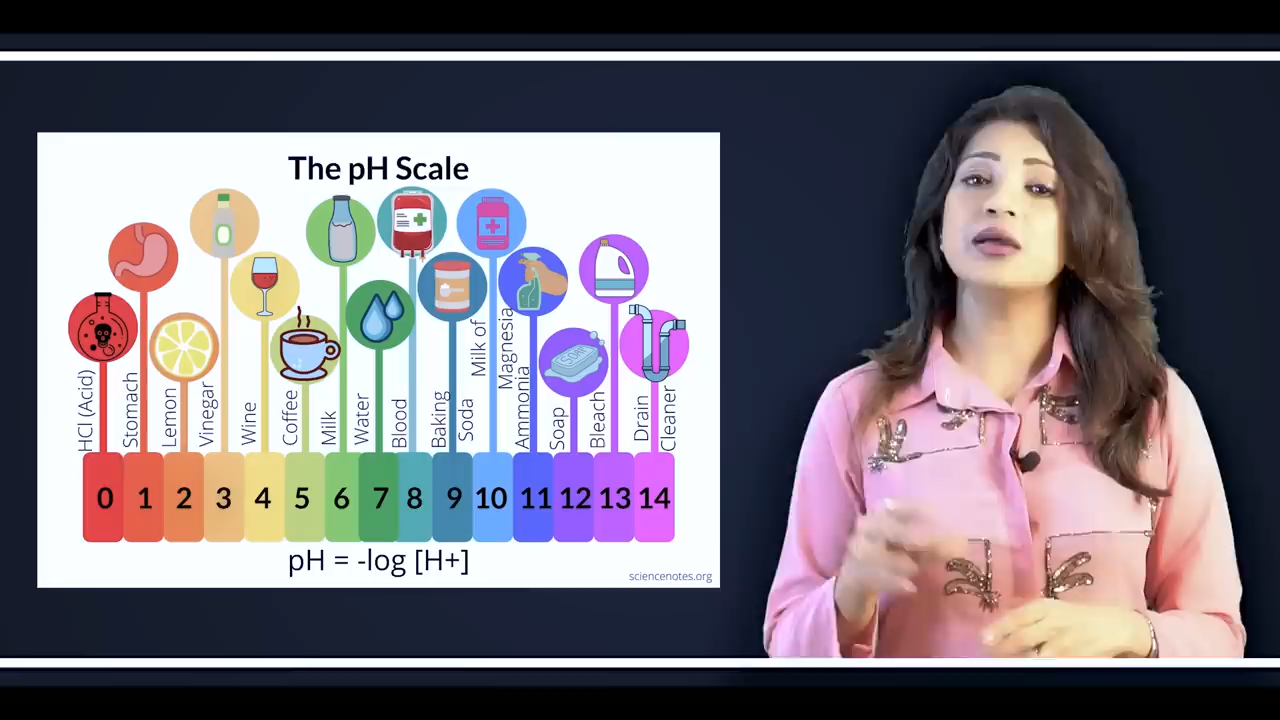 The pH Scale
HCl (Acid)
Stomach
Lemon
Vinegar
Wine
Coffee
Milk
Water
Blood
Baking
Soda
Milk of
Magnesia
Ammonia
Soap
Bleach
Drain
Cleaner
SOAP
0 1 2 3 4 5 6 7 8 9 10 11 12 13 14
pH = -log [H+]
sciencenotes.org